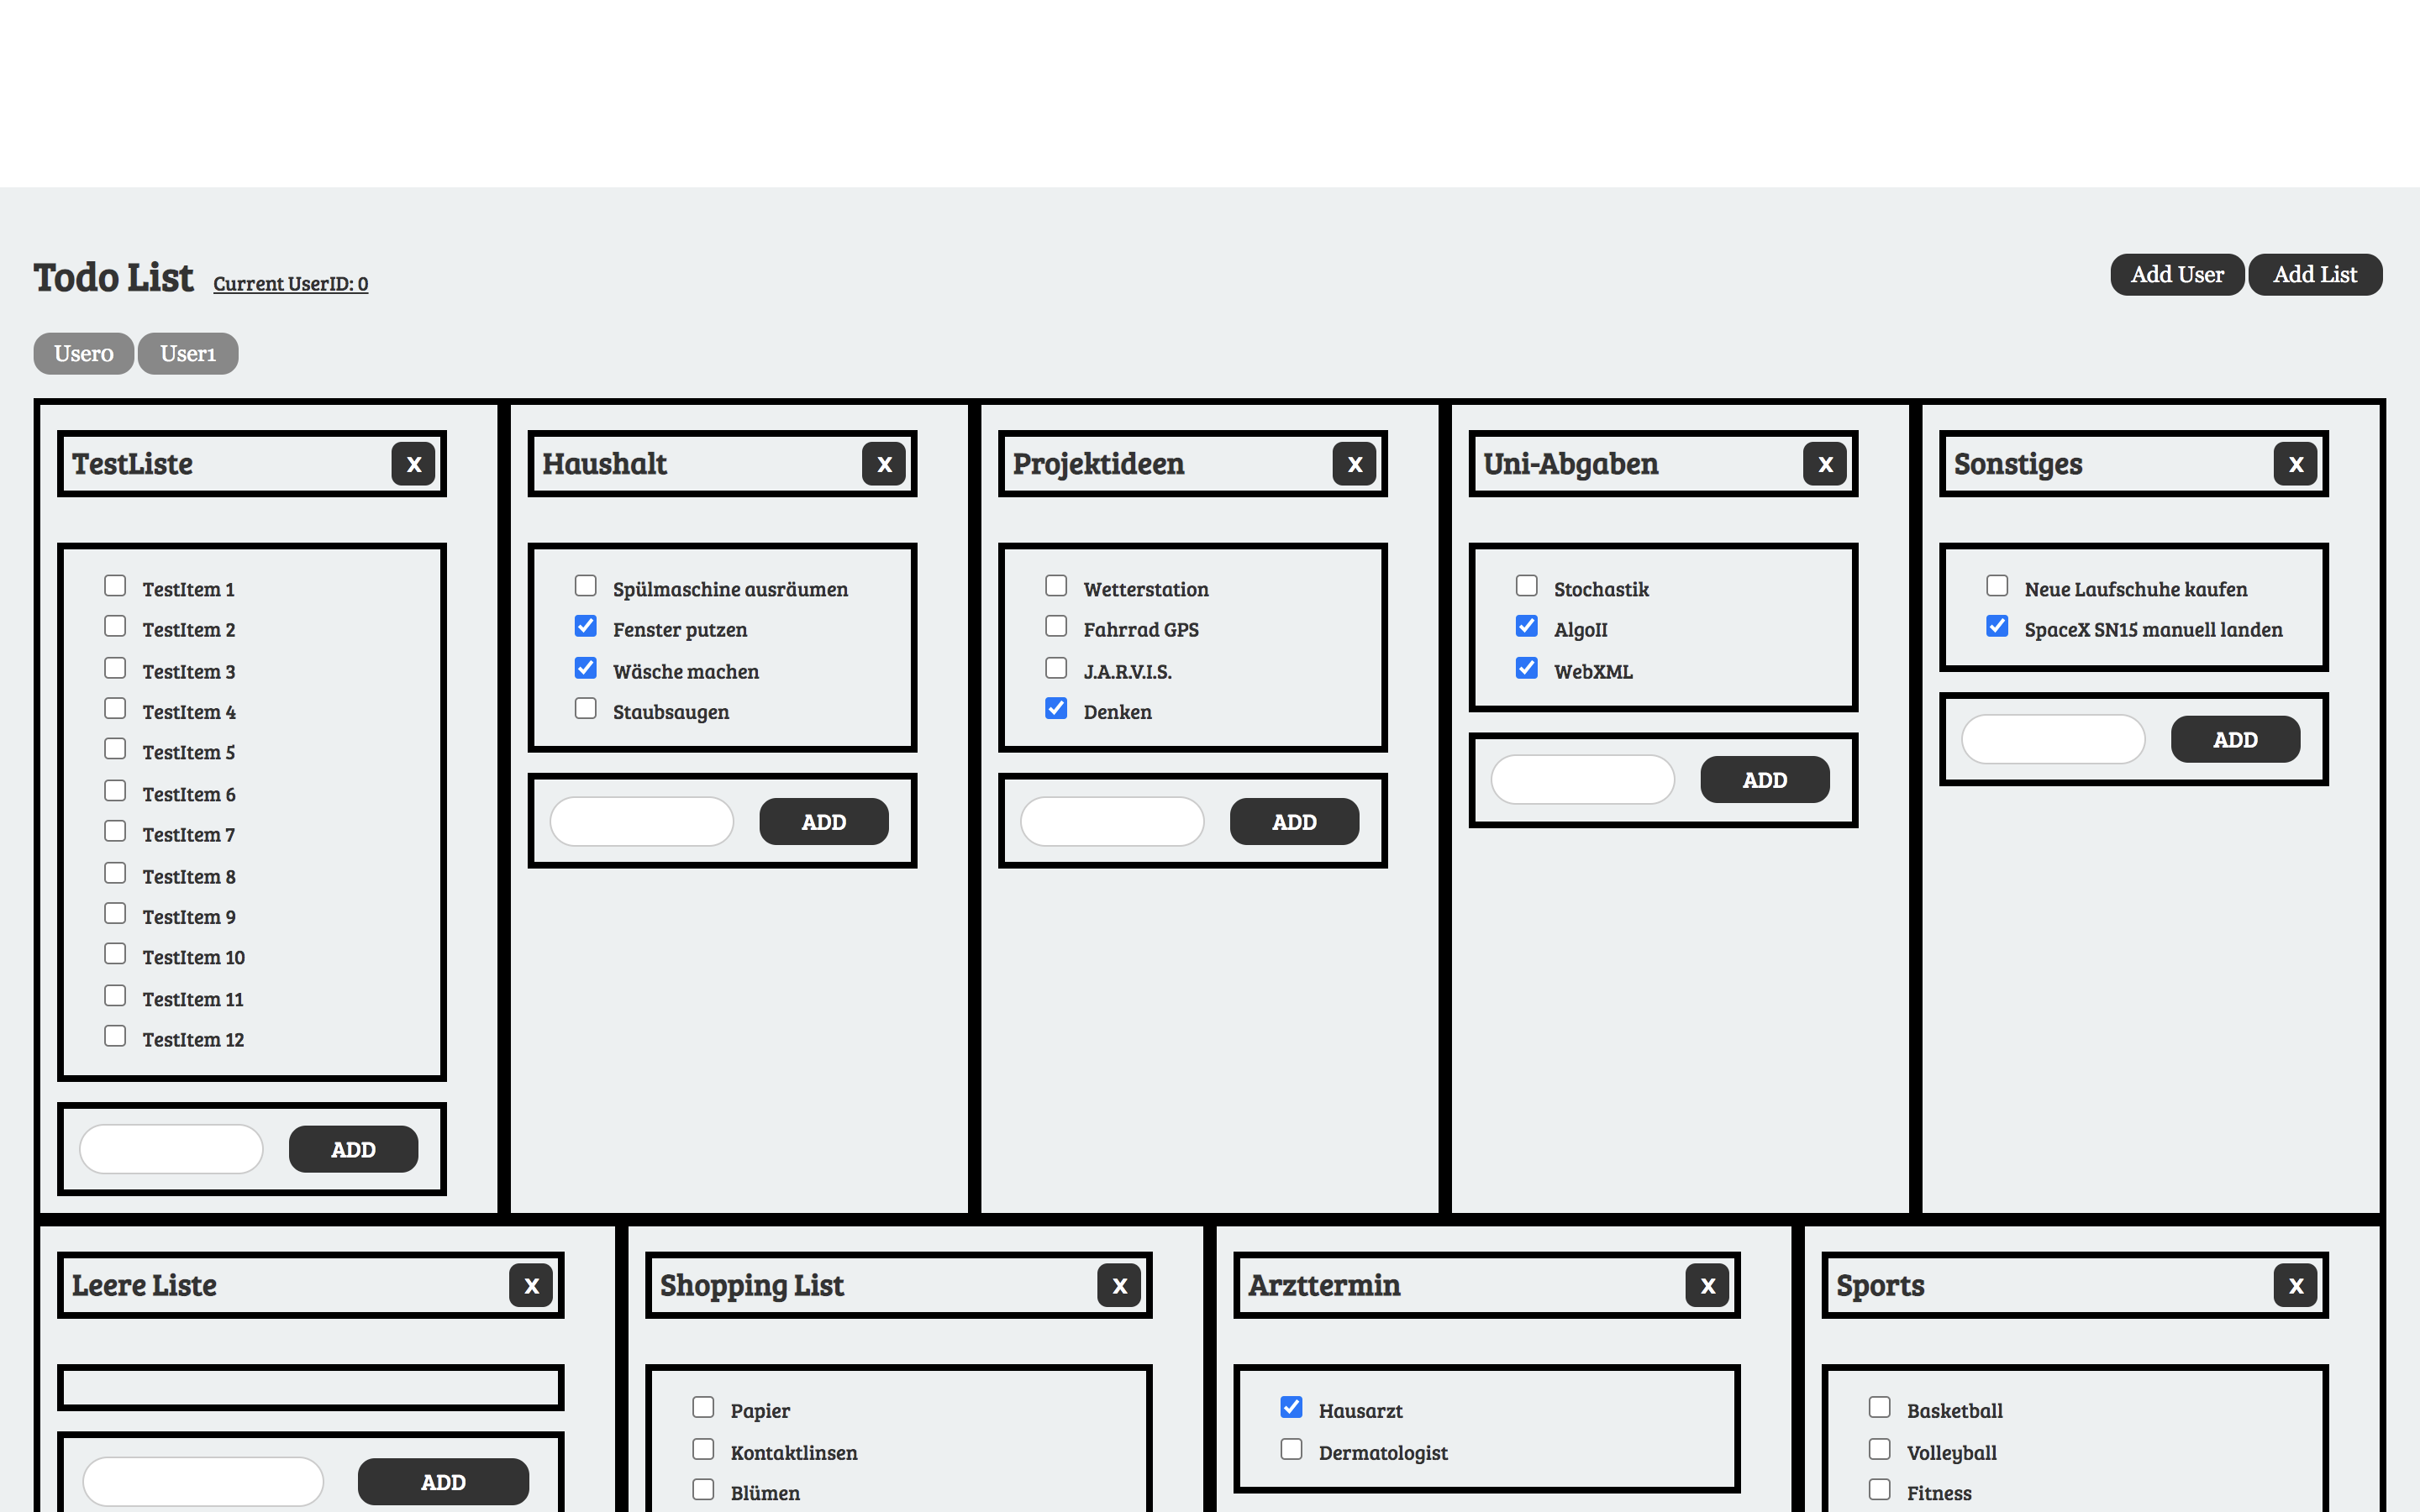 Todo List Current UserID: 0
Add User Add List
User0 User1
TestListe X
TestItem 1
TestItem 2
TestItem 3
TestItem 4
TestItem 5
TestItem 6
TestItem 7
TestItem 8
TestItem 9
TestItem 10
TestItem 11
TestItem 12
ADD
Haushalt X
Spülmaschine ausräumen
Fenster putzen
Wäsche machen
Staubsaugen
ADD
Projektideen X
Wetterstation
Fahrrad GPS
J.A.R.V.I.S.
Denken
ADD
Uni-Abgaben X
Stochastik
AlgoII
WebXML
ADD
Sonstiges X
Neue Laufschuhe kaufen
SpaceX SN15 manuell landen
ADD
Leere Liste X
ADD
Shopping List X
Papier
Kontaktlinsen
Blümen
Arzttermin X
Hausarzt
Dermatologist
Sports X
Basketball
Volleyball
Fitness